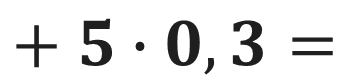 + 5 · 0,3 =